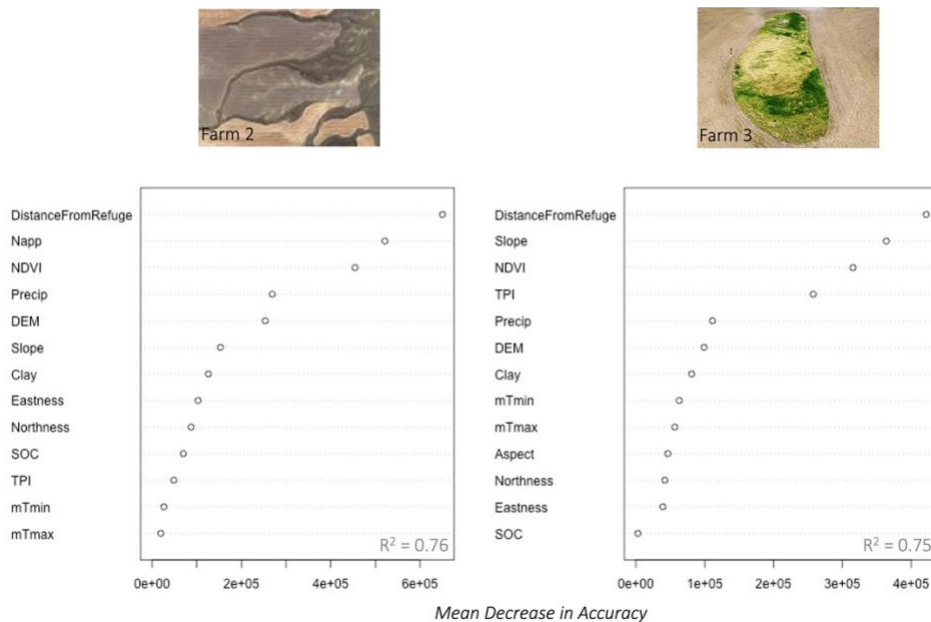 Farm 2
Farm 3
DistanceFromRefuge
Napp
NDVI
Precip
DEM
Slope
Clay
Eastness
Northness
SOC
TPI
mTmin
mTmax
R² = 0.76
0e+00 2e+05 4e+05 6e+05
DistanceFromRefuge
Slope
NDVI
TPI
Precip
DEM
Clay
mTmin
mTmax
Aspect
Northness
Eastness
SOC
R² = 0.75
0e+00 1e+05 2e+05 3e+05 4e+05
Mean Decrease in Accuracy